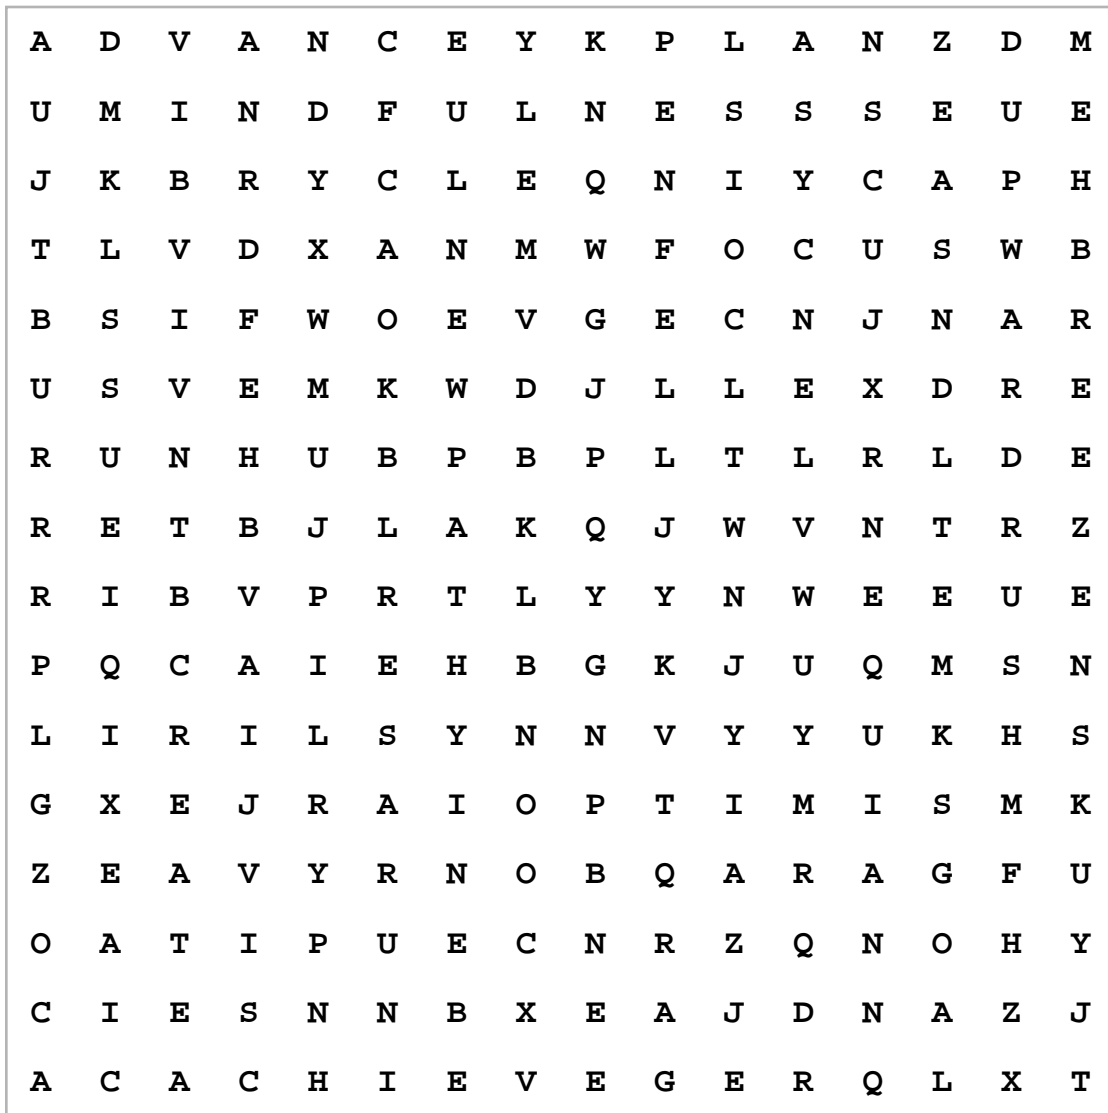 A D V A N C E Y K P L A N Z D M
U M I N D F U L N E S S S E U E
J K B R Y C L E Q N I Y C A P H
T L V D X A N M W F O C U S W B
B S I F W O E V G E C N J N A R
U S V E M K W D J L L E X D R E
R U N H U B P B P L T L R L D E
R E T B J L A K Q J W V N T R Z
R I B V P R T L Y Y N W E E U E
P Q C A I E H B G K J U Q M S N
L I R I L S Y N N V Y Y U K H S
G X E J R A I O P T I M I S M K
Z E A V Y R N O B Q A R A G F U
O A T I P U E C N R Z Q N O H Y
C I E S N N B X E A J D N A Z J
A C A C H I E V E G E R Q L X T